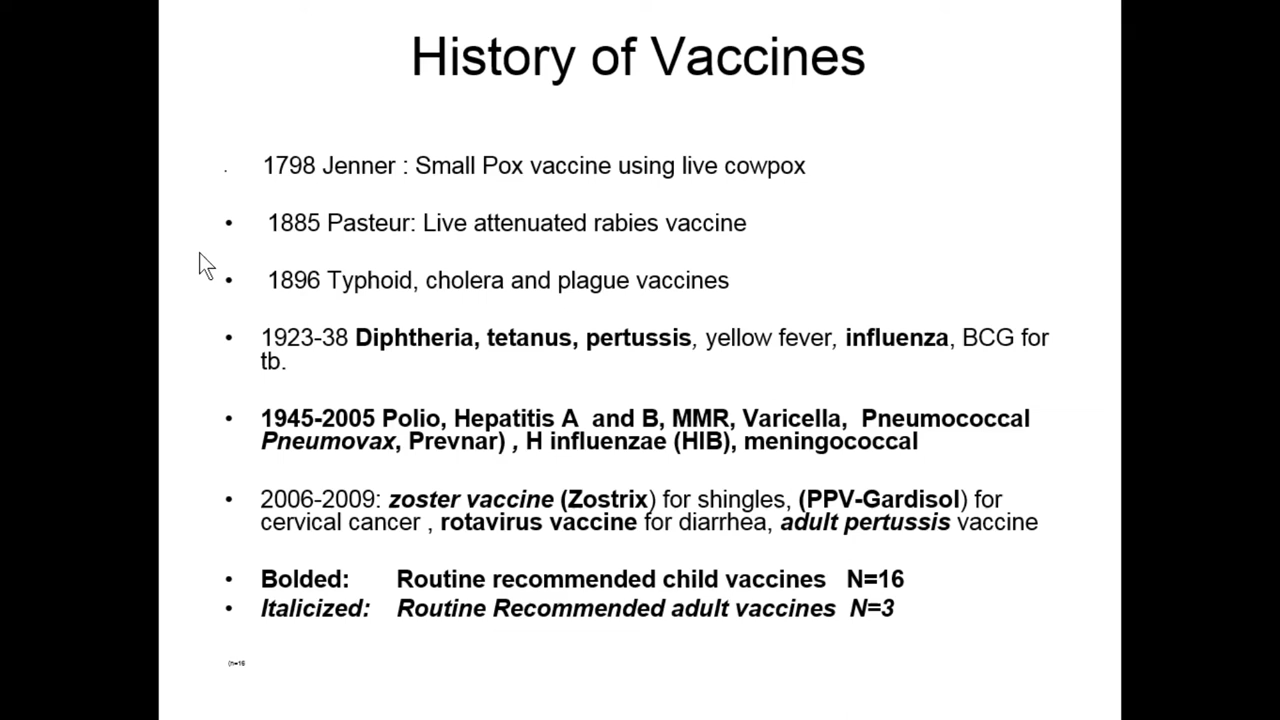 History of Vaccines
. 1798 Jenner : Small Pox vaccine using live cowpox
• 1885 Pasteur: Live attenuated rabies vaccine
• 1896 Typhoid, cholera and plague vaccines
• 1923-38 Diphtheria, tetanus, pertussis, yellow fever, influenza, BCG for
tb.
• 1945-2005 Polio, Hepatitis A and B, MMR, Varicella, Pneumococcal
Pneumovax, Prevnar) , H influenzae (HIB), meningococcal
• 2006-2009: zoster vaccine (Zostrix) for shingles, (PPV-Gardisol) for
cervical cancer , rotavirus vaccine for diarrhea, adult pertussis vaccine
• Bolded: Routine recommended child vaccines N=16
• Italicized: Routine Recommended adult vaccines N=3
(n=16